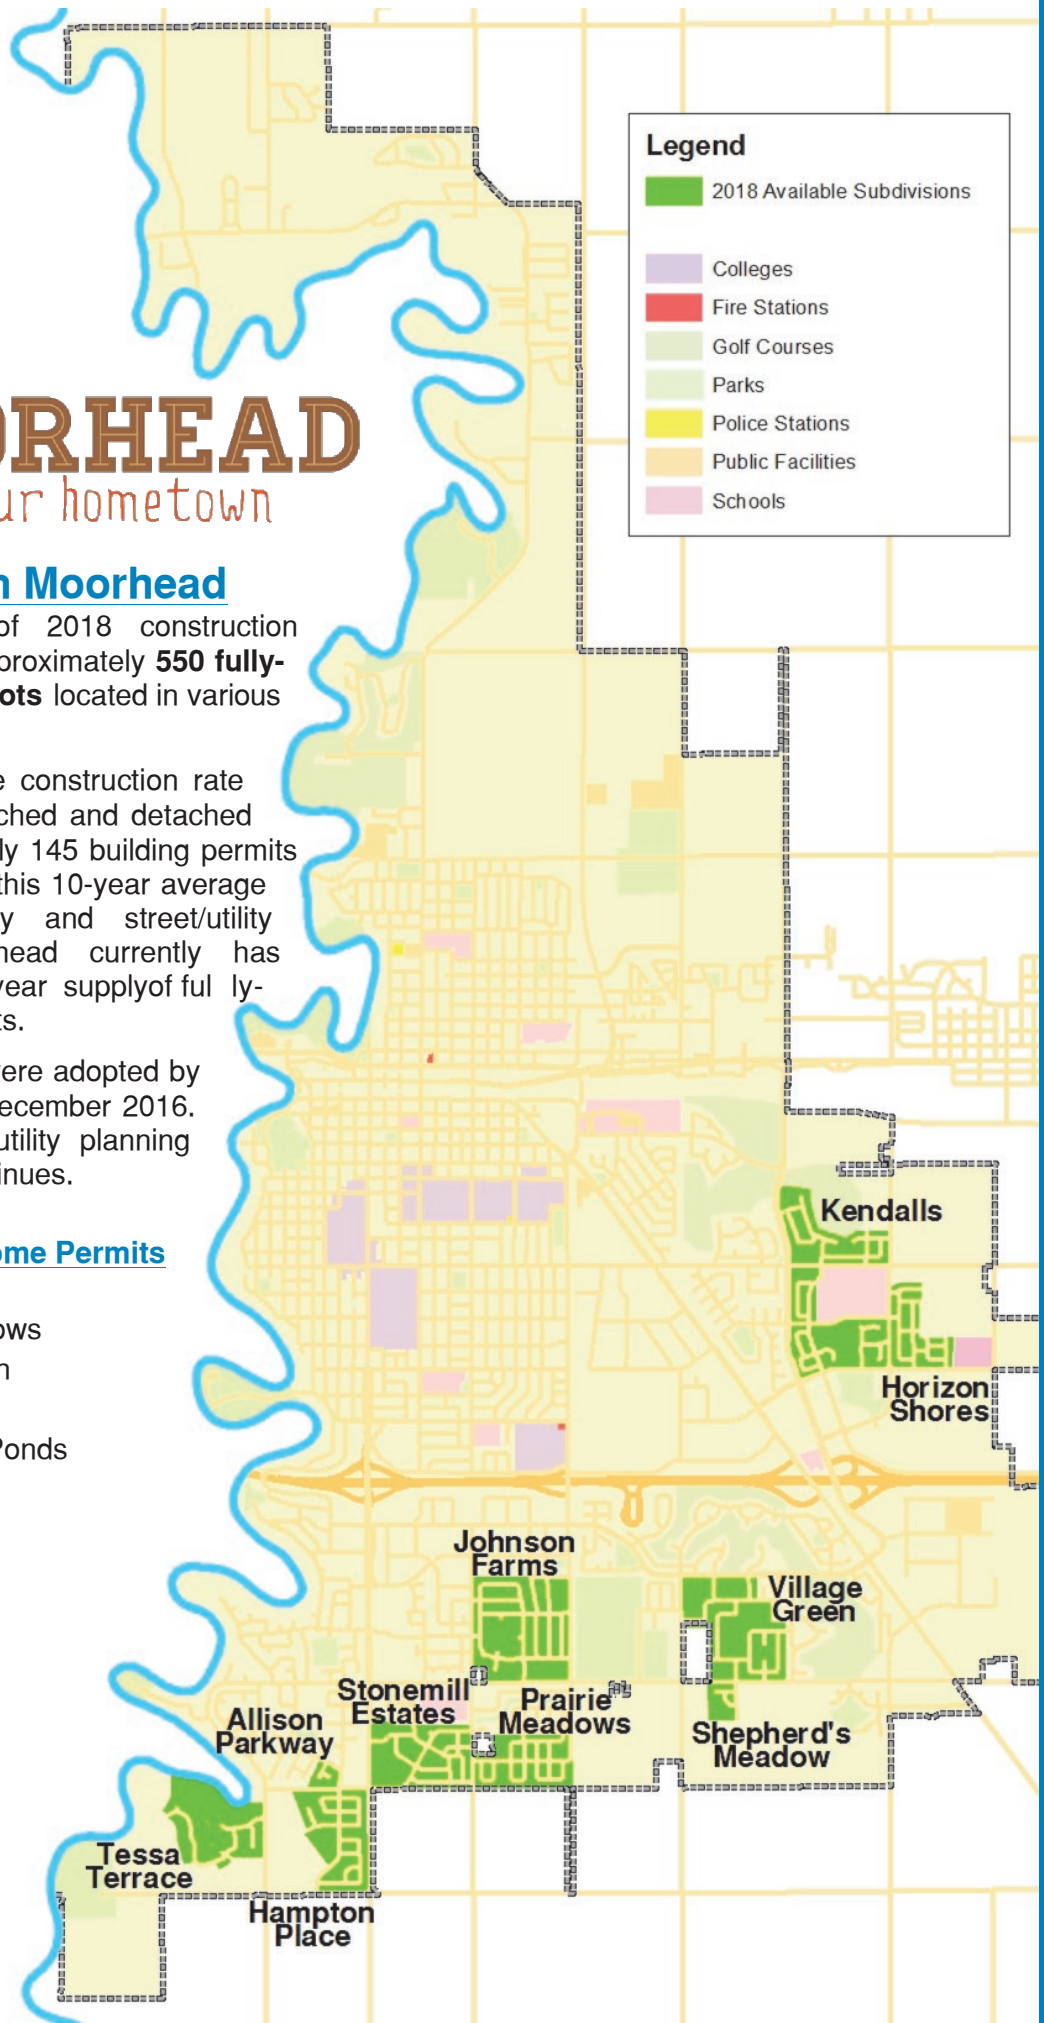 ORHEAD
ur hometown
n Moorhead
of 2018 construction
proximately 550 fully-
ots located in various
e construction rate
ched and detached
ly 145 building permits
this 10-year average
y and street/utility
head currently has
year supplyof ful ly-
ts.
were adopted by
ecember 2016.
utility planning
inues.
ome Permits
ows
n
Ponds
Legend
2018 Available Subdivisions
Colleges
Fire Stations
Golf Courses
Parks
Police Stations
Public Facilities
Schools
Kendalls
Horizon
Shores
Johnson
Farms
Village
Green
Stonemill
Estates
Prairie
Meadows
Allison
Parkway
Shepherd's
Meadow
Tessa
Terrace
Hampton
Place